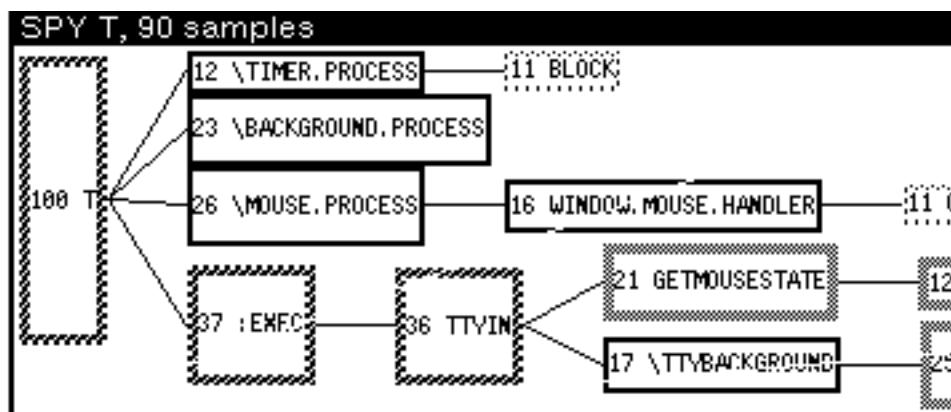 SPY T, 90 samples
12 \TIMER.PROCESS
11 BLOCK
23 \BACKGROUND.PROCESS
100 T
26 \MOUSE.PROCESS
16 WINDOW.MOUSE.HANDLER
11
21 GETMOUSESTATE
12
37 :EXEC
36 TTYIN
17 \TTYBACKGROUND
25